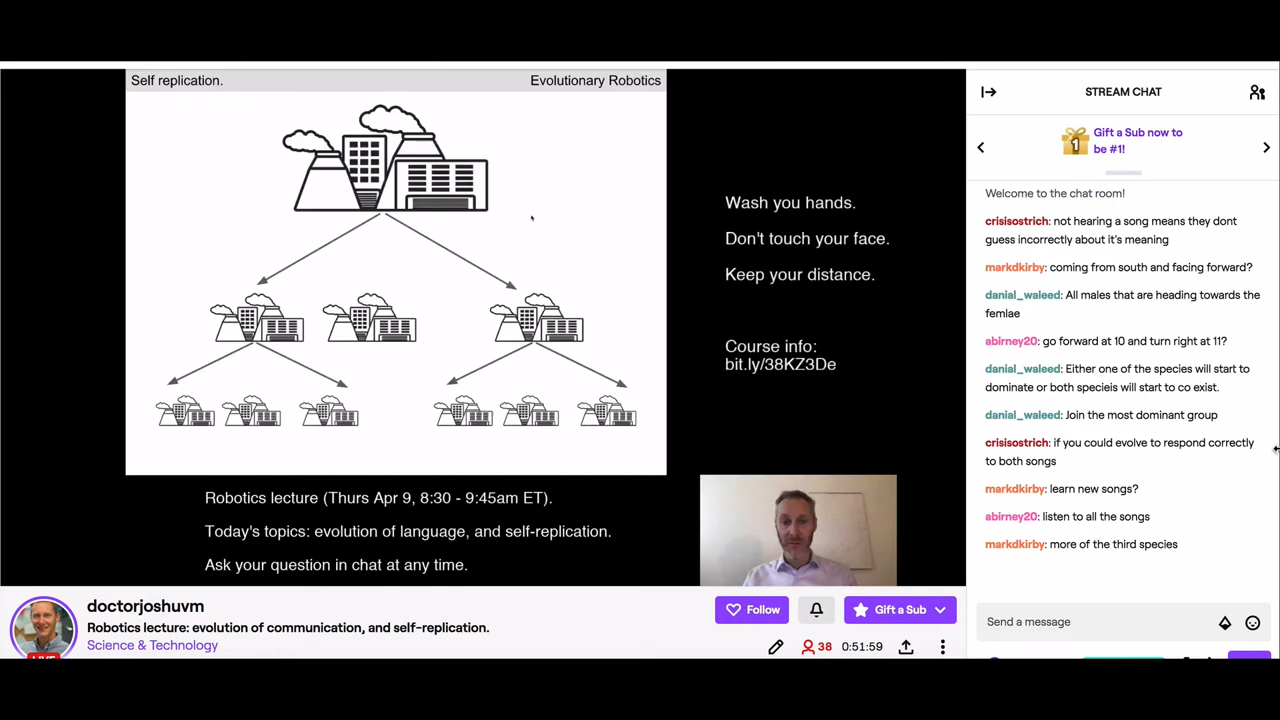 Self replication.
Evolutionary Robotics
Wash you hands.
Don't touch your face.
Keep your distance.
Course info:
bit.ly/38KZ3De
Robotics lecture (Thurs Apr 9, 8:30 - 9:45am ET).
Today's topics: evolution of language, and self-replication.
Ask your question in chat at any time.
doctorjoshuvm
Robotics lecture: evolution of communication, and self-replication.
Science & Technology
LIVE
Follow
Gift a Sub
38
0:51:59
STREAM CHAT
1
Gift a Sub now to
be #1!
Welcome to the chat room!
crisisostrich: not hearing a song means they dont
guess incorrectly about it's meaning
markdkirby: coming from south and facing forward?
danial_waleed: All males that are heading towards the
femlae
abirney20: go forward at 10 and turn right at 11?
danial_waleed: Either one of the species will start to
dominate or both specieis will start to co exist.
danial_waleed: Join the most dominant group
crisisostrich: if you could evolve to respond correctly
to both songs
markdkirby: learn new songs?
abirney20: listen to all the songs
markdkirby: more of the third species
Send a message